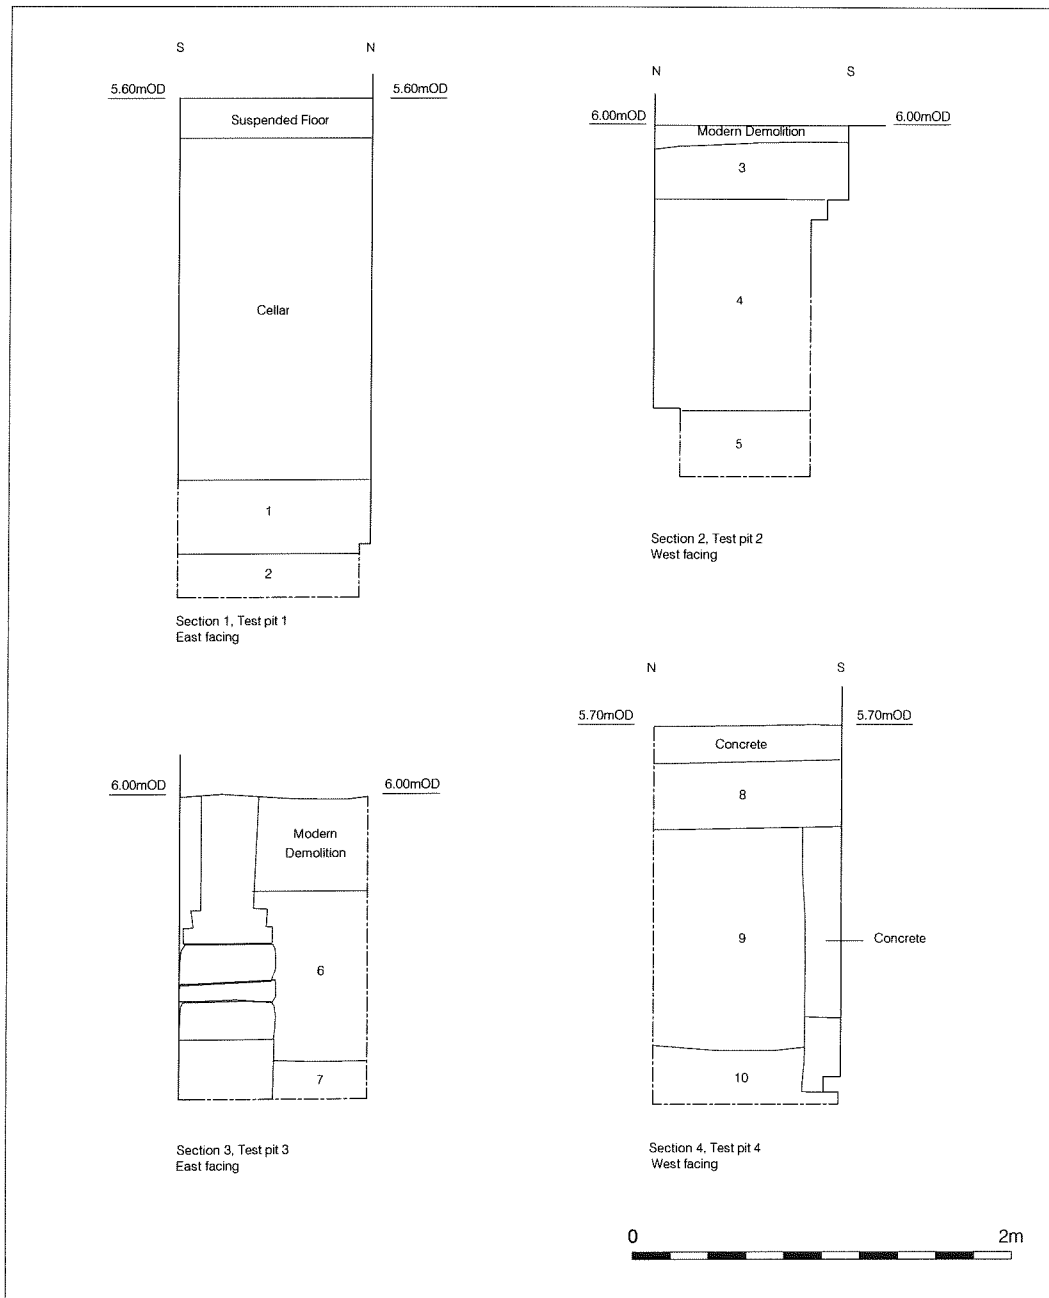 S N
5.60mOD 5.60mOD
Suspended Floor
Cellar
1
2
Section 1, Test pit 1
East facing
N S
6.00mOD 6.00mOD
Modern Demolition
3
4
5
Section 2, Test pit 2
West facing
6.00mOD 6.00mOD
Modern
Demolition
6
7
Section 3, Test pit 3
East facing
N S
5.70mOD 5.70mOD
Concrete
8
9
Concrete
10
Section 4, Test pit 4
West facing
0 2m